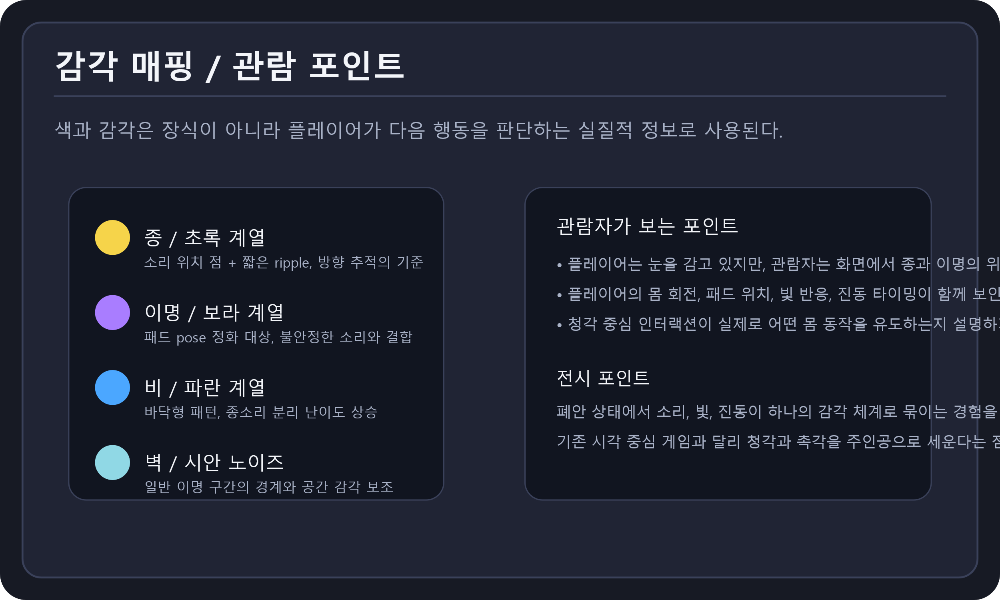 감각 매핑 / 관람 포인트
색과 감각은 장식이 아니라 플레이어가 다음 행동을 판단하는 실질적 정보로 사용된다.
종 / 초록 계열
소리 위치 점 + 짧은 ripple, 방향 추적의 기준
이명 / 보라 계열
패드 pose 정화 대상, 불안정한 소리와 결합
비 / 파란 계열
바닥형 패턴, 종소리 분리 난이도 상승
벽 / 시안 노이즈
일반 이명 구간의 경계와 공간 감각 보조
관람자가 보는 포인트
• 플레이어는 눈을 감고 있지만, 관람자는 화면에서 종과 이명의 위
• 플레이어의 몸 회전, 패드 위치, 빛 반응, 진동 타이밍이 함께 보인
• 청각 중심 인터랙션이 실제로 어떤 몸 동작을 유도하는지 설명하
전시 포인트
폐안 상태에서 소리, 빛, 진동이 하나의 감각 체계로 묶이는 경험을
기존 시각 중심 게임과 달리 청각과 촉각을 주인공으로 세운다는